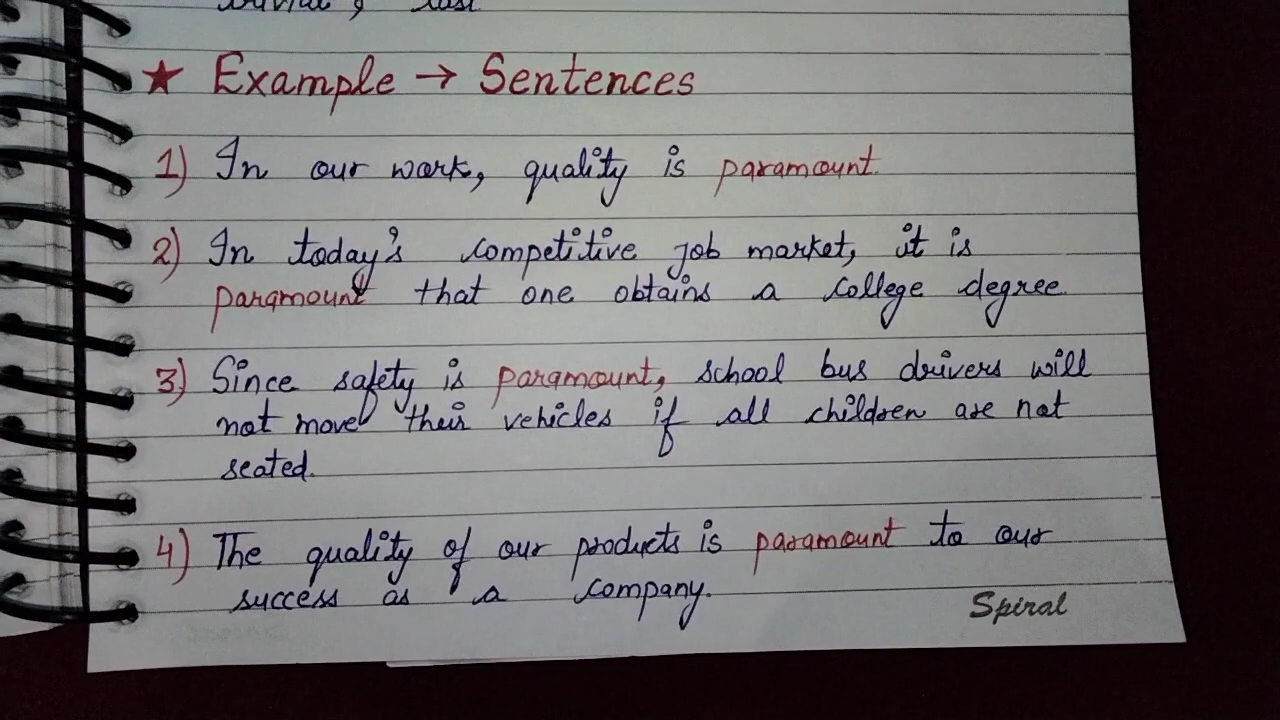 ★ Example → Sentences
1) In our work, quality is paramount.
2) In today's competitive job market, it is
paramount that one obtains a college degree.
3) Since safety is paramount, school bus drivers will
not move their vehicles if all children are not
seated.
4) The quality of our products is paramount to our
success as a company.
Spiral